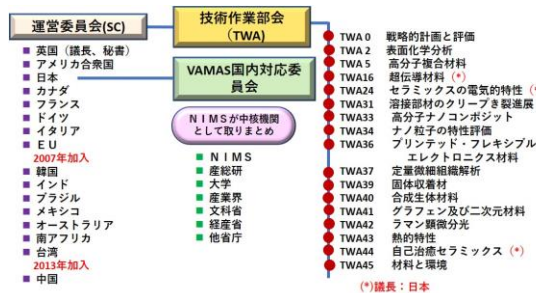 運営委員会(SC)
英国（議長、秘書）
アメリカ合衆国
日本
カナダ
フランス
ドイツ
イタリア
ＥＵ
2007年加入
韓国
インド
ブラジル
メキシコ
オーストラリア
南アフリカ
台湾
2013年加入
中国
技術作業部会
（TWA）
VAMAS国内対応委
員会
ＮＩＭＳが中核機関
として取りまとめ
ＮＩＭＳ
産総研
大学
産業界
文科省
経産省
他省庁
TWA 0 戦略的計画と評価
TWA 2 表面化学分析
TWA 5 高分子複合材料
TWA16 超伝導材料（*）
TWA24 セラミックスの電気的特性（*
TWA31 溶接部材のクリープき裂進展
TWA33 高分子ナノコンポジット
TWA34 ナノ粒子の特性評価
TWA36 プリンテッド・フレキシブル
エレクトロニクス材料
TWA37 定量微細組織解析
TWA39 固体収着材
TWA40 合成生体材料
TWA41 グラフェン及び二次元材料
TWA42 ラマン顕微分光
TWA43 熱的特性
TWA44 自己治癒セラミックス（*）
TWA45 材料と環境
(*)議長：日本